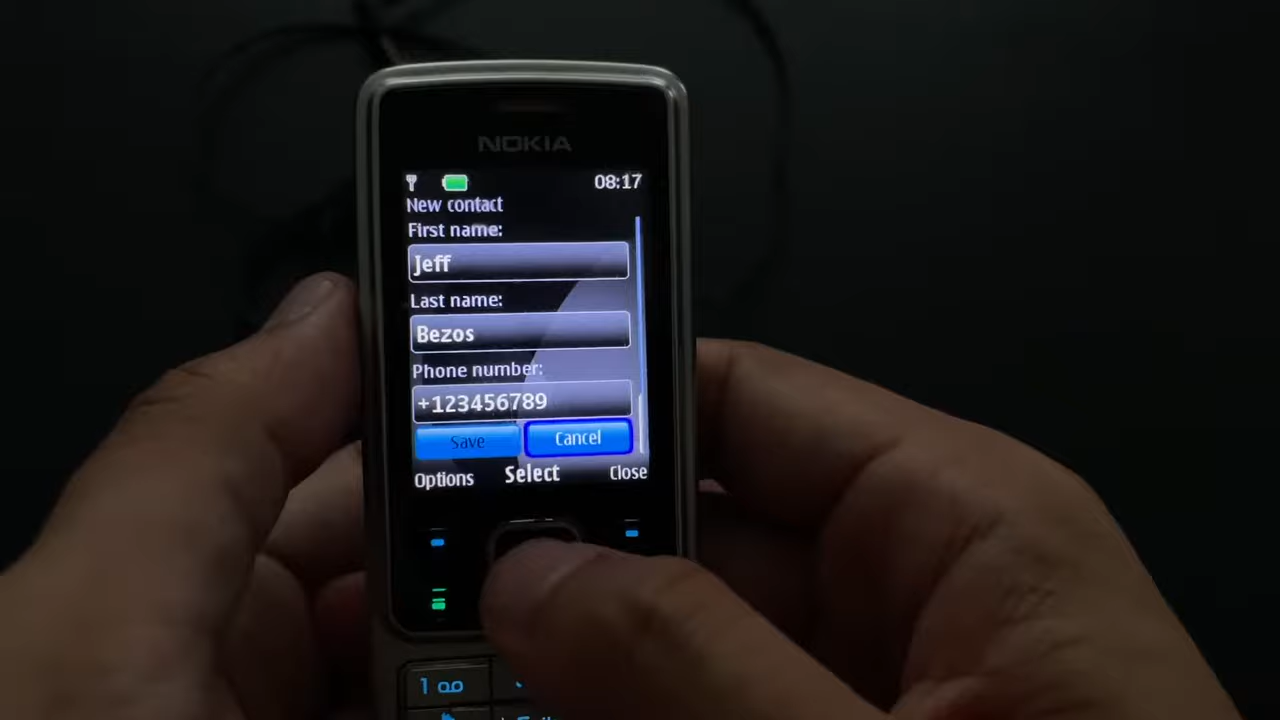 NOKIA
08:17
New contact
First name:
Jeff
Last name:
Bezos
Phone number:
+123456789
Save Cancel
Options Select Close
1